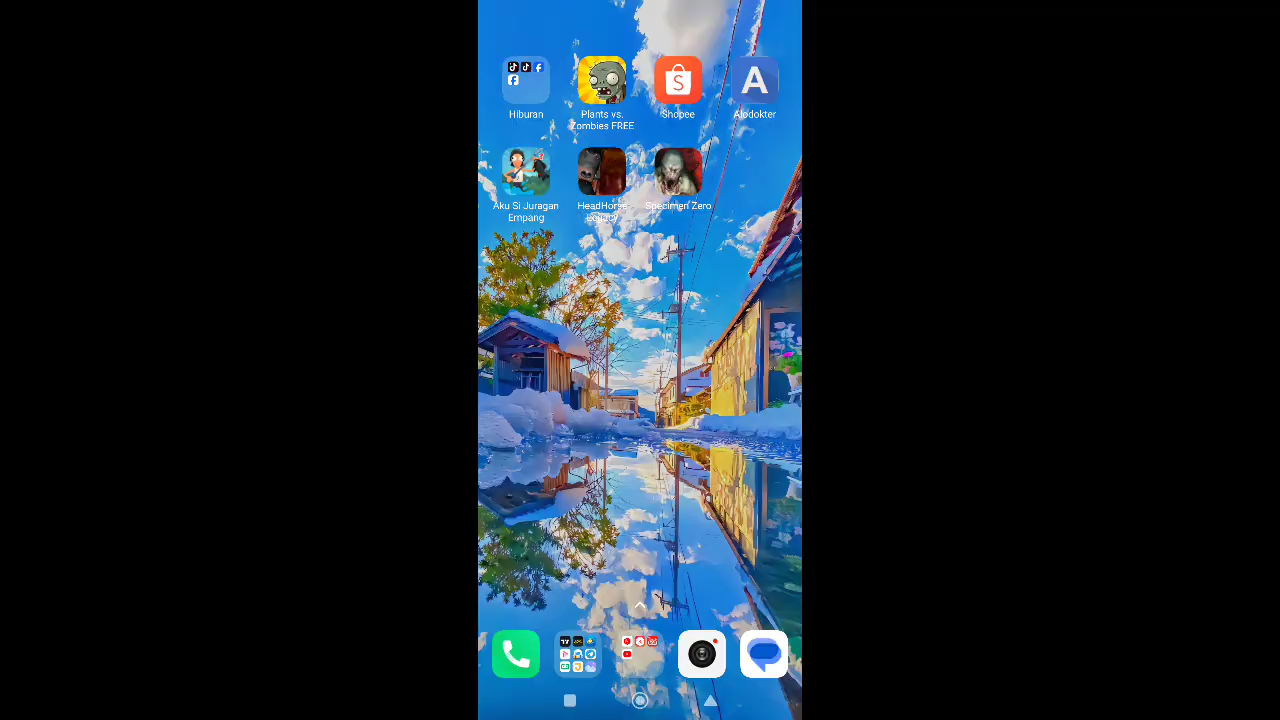 Hiburan
Plants vs.
Zombies FREE
Shopee
A
Alodokter
Aku Si Juragan
Empang
HeadHorse
Legacy
Specimen Zero